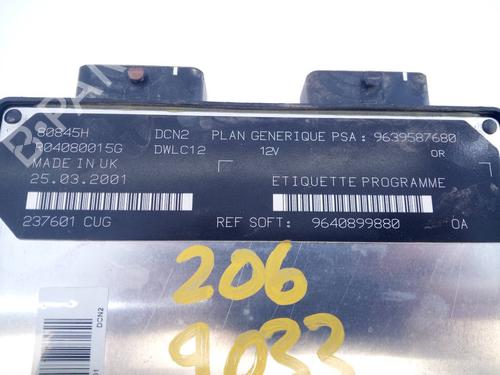 80845H DCN2 PLAN GENERIQUE PSA : 9639587680
R04080015G DWLC12 12V OR
MADE IN UK
25.03.2001 ETIQUETTE PROGRAMME
237601 CUG REF SOFT: 9640899880 0A
206
9033
DCN2